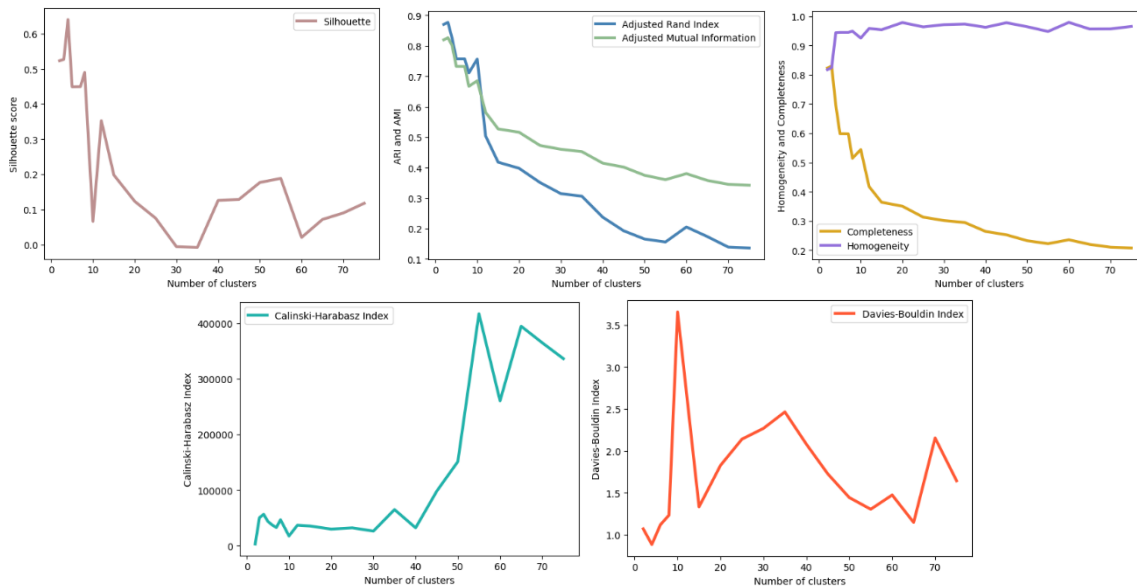 Silhouette
Silhouette score
0.6
0.5
0.4
0.3
0.2
0.1
0.0
0 10 20 30 40 50 60 70
Number of clusters
Adjusted Rand Index
Adjusted Mutual Information
ARI and AMI
0.9
0.8
0.7
0.6
0.5
0.4
0.3
0.2
0.1
0 10 20 30 40 50 60 70
Number of clusters
Homogeneity and Completeness
1.0
0.9
0.8
0.7
0.6
0.5
0.4
0.3
0.2
Completeness
Homogeneity
0 10 20 30 40 50 60 70
Number of clusters
Calinski-Harabasz Index
Calinski-Harabasz Index
400000
300000
200000
100000
0
0 10 20 30 40 50 60 70
Number of clusters
Davies-Bouldin Index
Davies-Bouldin Index
3.5
3.0
2.5
2.0
1.5
1.0
0 10 20 30 40 50 60 70
Number of clusters